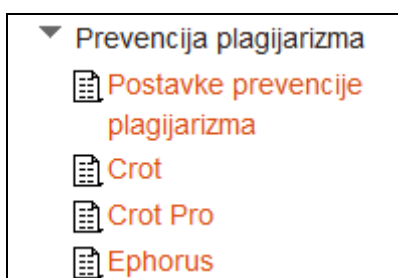 Prevencija plagijarizma
Postavke prevencije
plagijarizma
Crot
Crot Pro
Ephorus